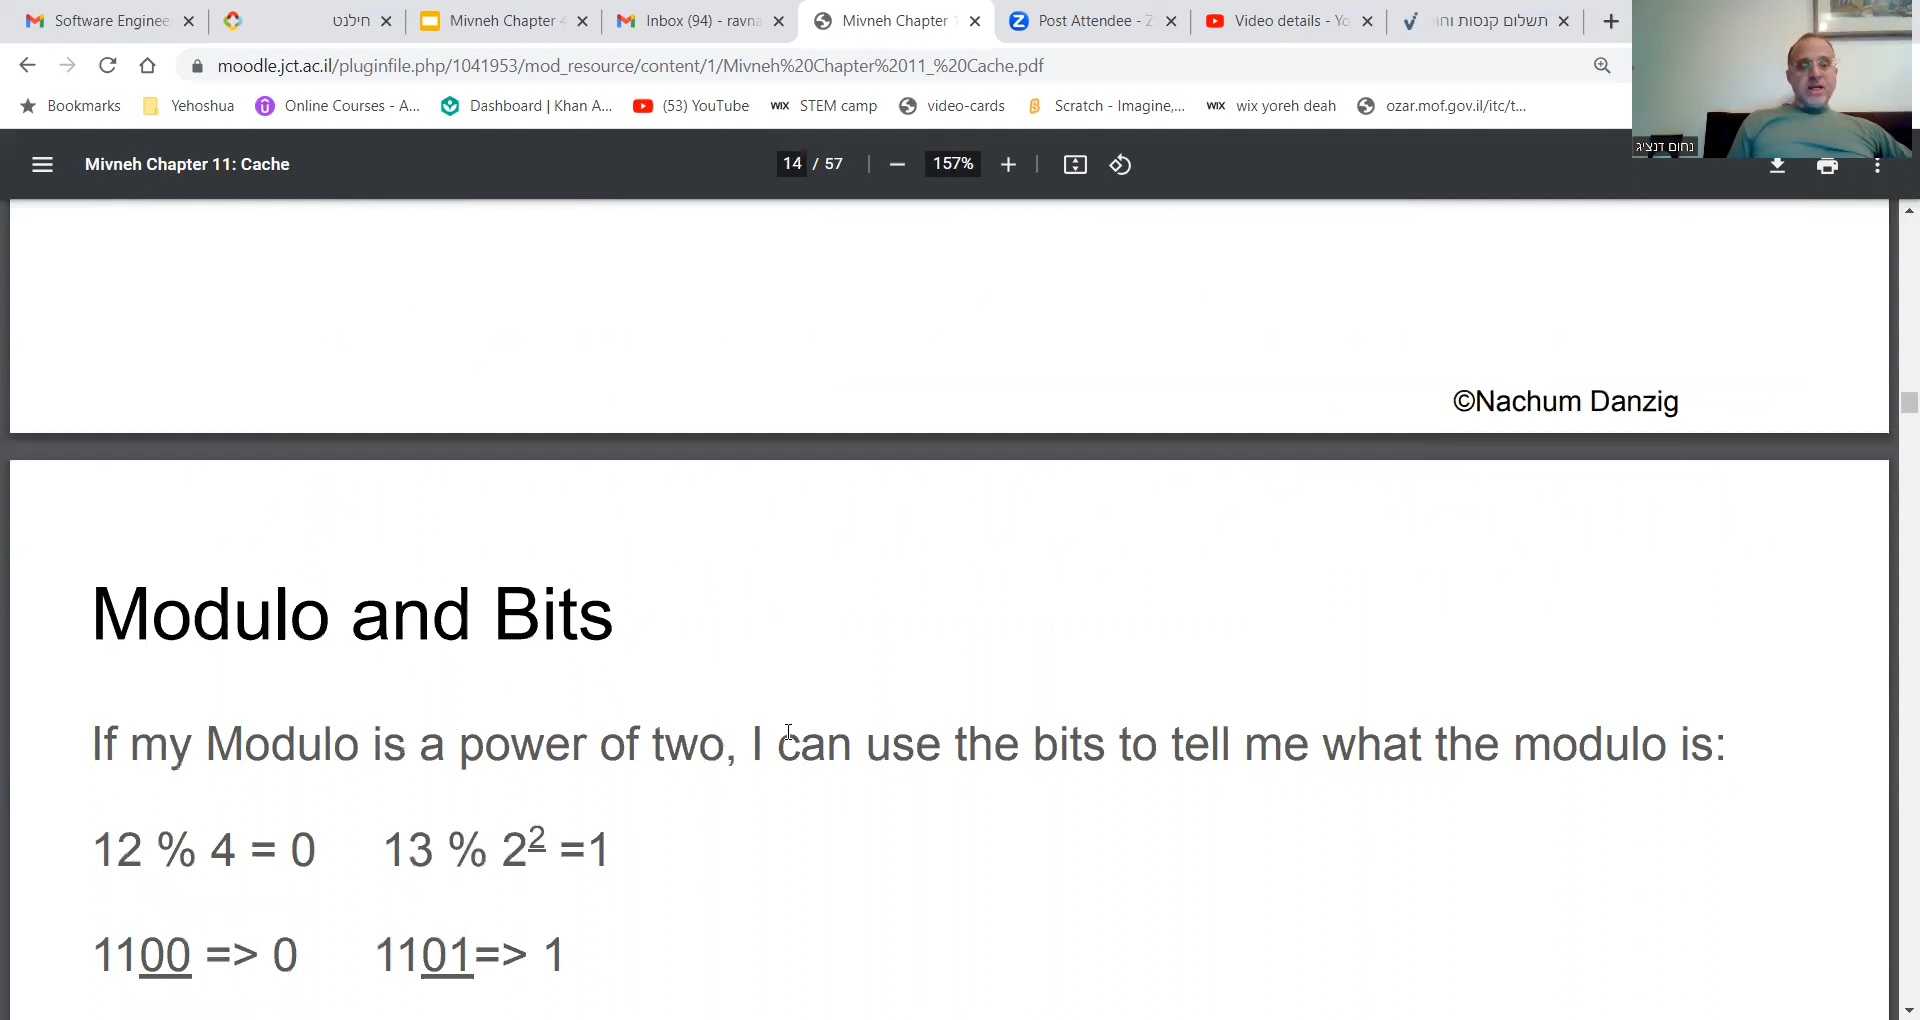 Software Enginee
חילנט
Mivneh Chapter 4
Inbox (94) - ravna
Mivneh Chapter 1
Post Attendee - Z
Video details - Yo
תשלום קנסות וחו
moodle.jct.ac.il/pluginfile.php/1041953/mod_resource/content/1/Mivneh%20Chapter%2011_%20Cache.pdf
Bookmarks
Yehoshua
Online Courses - A...
Dashboard | Khan A...
(53) YouTube
WIX STEM camp
video-cards
Scratch - Imagine,...
WIX wix yoreh deah
ozar.mof.gov.il/itc/t...
נחום דנציג
Mivneh Chapter 11: Cache
14 / 57
157%
©Nachum Danzig
Modulo and Bits
If my Modulo is a power of two, I can use the bits to tell me what the modulo is:
12 % 4 = 0 13 % 2² =1
1100 => 0 1101=> 1